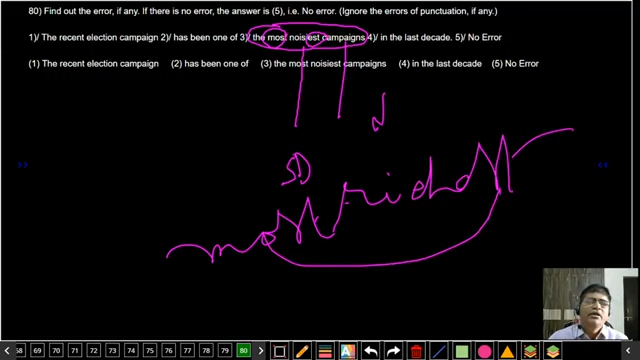 80) Find out the error, if any. If there is no error, the answer is (5), i.e. No error. (Ignore the errors of punctuation, if any.)
1)/ The recent election campaign 2)/ has been one of 3)/ the most noisiest campaigns 4)/ in the last decade. 5)/ No Error
(1) The recent election campaign (2) has been one of (3) the most noisiest campaigns (4) in the last decade (5) No Error
SD
N
>> <<
68 69 70 71 72 73 74 75 76 77 78 79 80